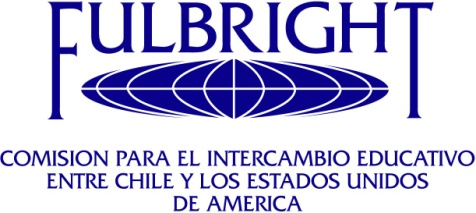 FULBRIGHT
COMISION PARA EL INTERCAMBIO EDUCATIVO
ENTRE CHILE Y LOS ESTADOS UNIDOS
DE AMERICA